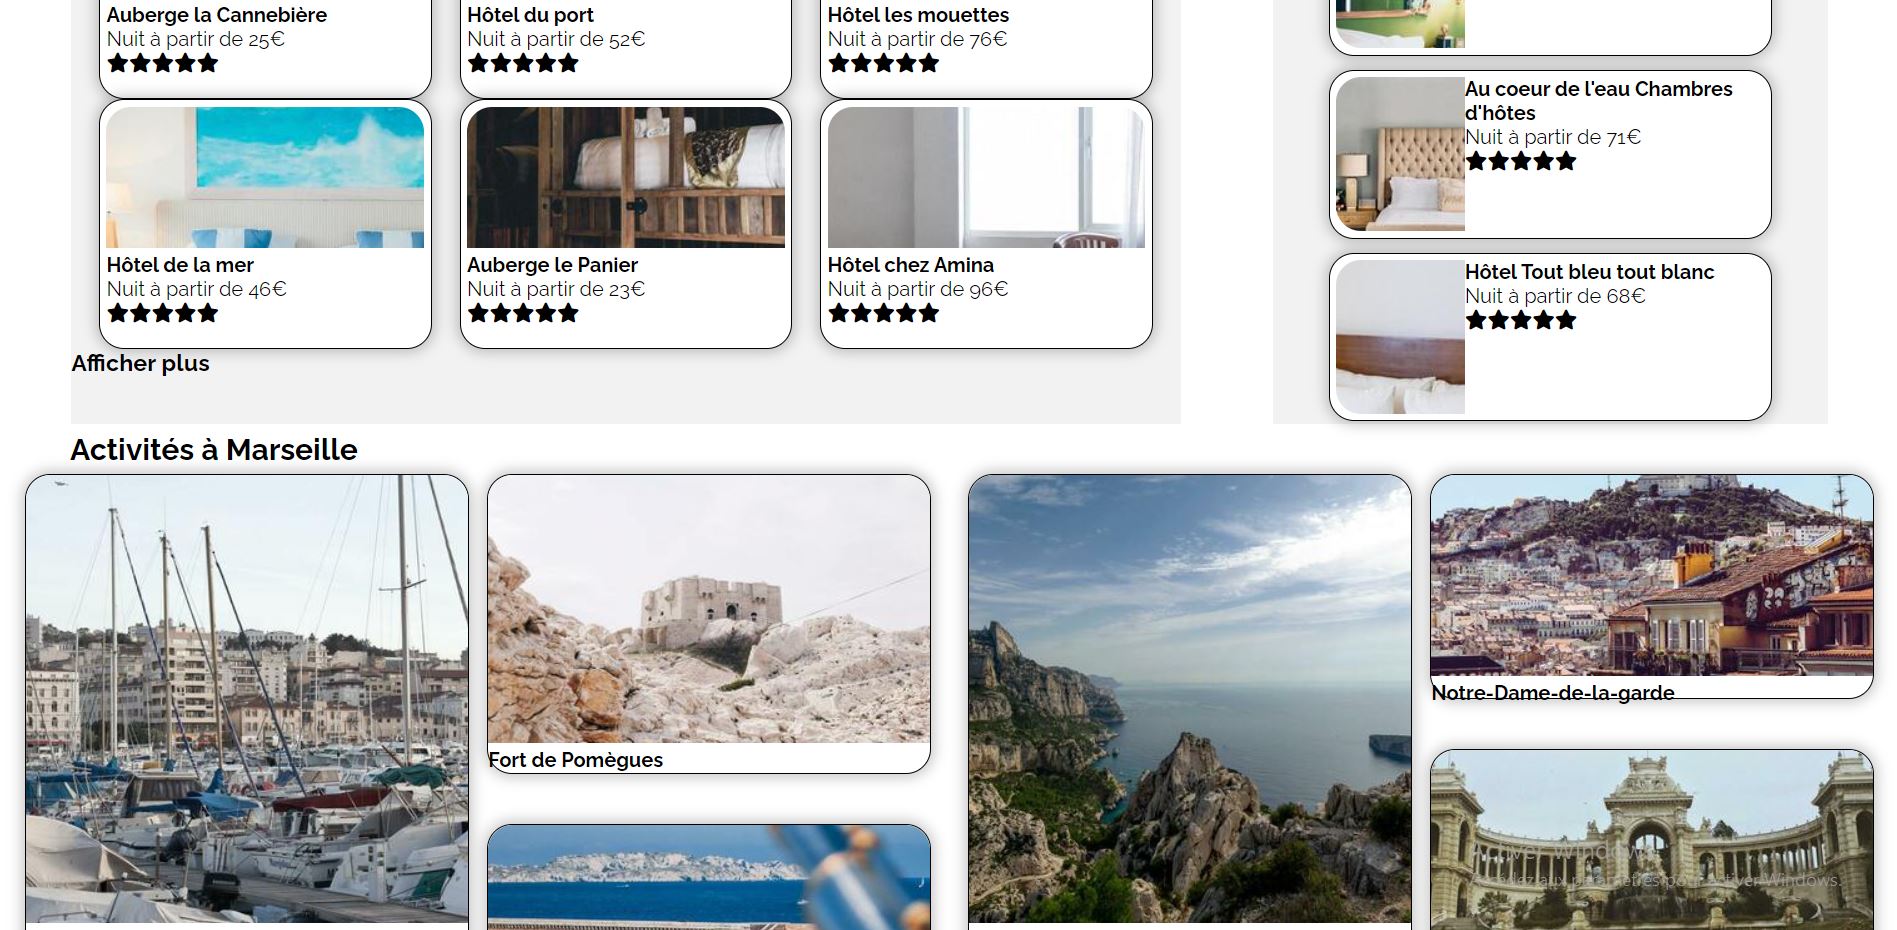 Auberge la Cannebière
Nuit à partir de 25€
Hôtel du port
Nuit à partir de 52€
Hôtel les mouettes
Nuit à partir de 76€
Hôtel de la mer
Nuit à partir de 46€
Auberge le Panier
Nuit à partir de 23€
Hôtel chez Amina
Nuit à partir de 96€
Afficher plus
Au coeur de l'eau Chambres
d'hôtes
Nuit à partir de 71€
Hôtel Tout bleu tout blanc
Nuit à partir de 68€
Activités à Marseille
Fort de Pomègues
Notre-Dame-de-la-garde
Activer Windows
Accédez aux paramètres pour activer Windows.